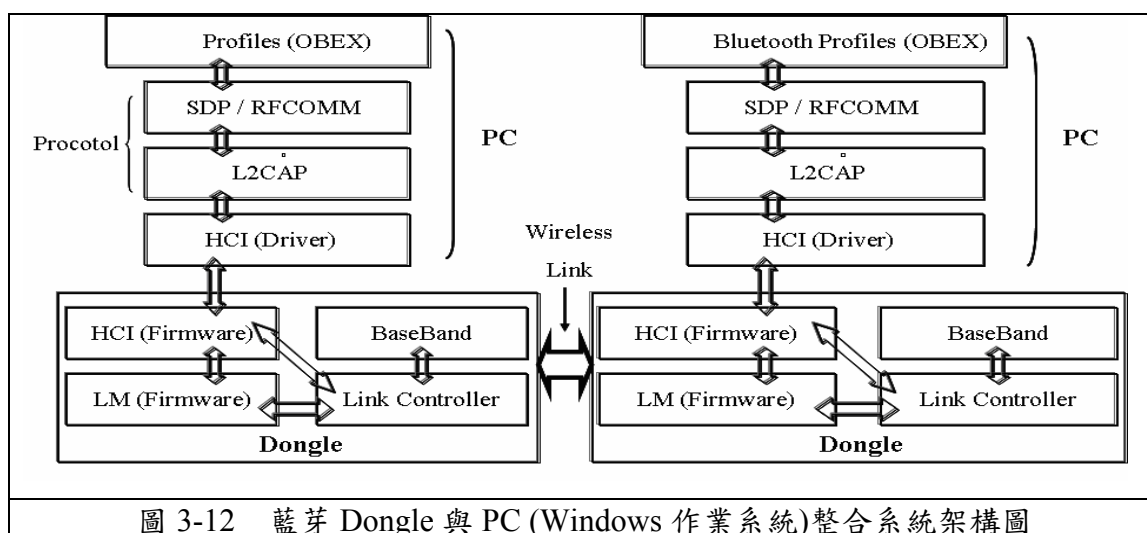 Profiles (OBEX)
Bluetooth Profiles (OBEX)
SDP / RFCOMM
SDP / RFCOMM
Procotol
PC
PC
L2CAP
L2CAP
HCI (Driver)
HCI (Driver)
Wireless
Link
HCI (Firmware)
BaseBand
HCI (Firmware)
BaseBand
LM (Firmware)
Link Controller
LM (Firmware)
Link Controller
Dongle
Dongle
圖 3-12 藍芽 Dongle 與 PC (Windows 作業系統)整合系統架構圖